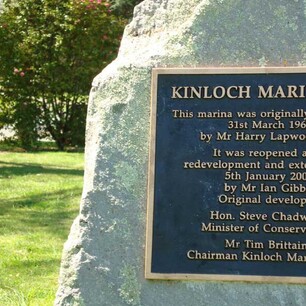 KINLOCH MARI
This marina was originally
31st March 196
by Mr Harry Lapwo
It was reopened a
redevelopment and exte
5th January 200
by Mr Ian Gibb
Original develop
Hon. Steve Chadw
Minister of Conserv
Mr Tim Brittain
Chairman Kinloch Mar